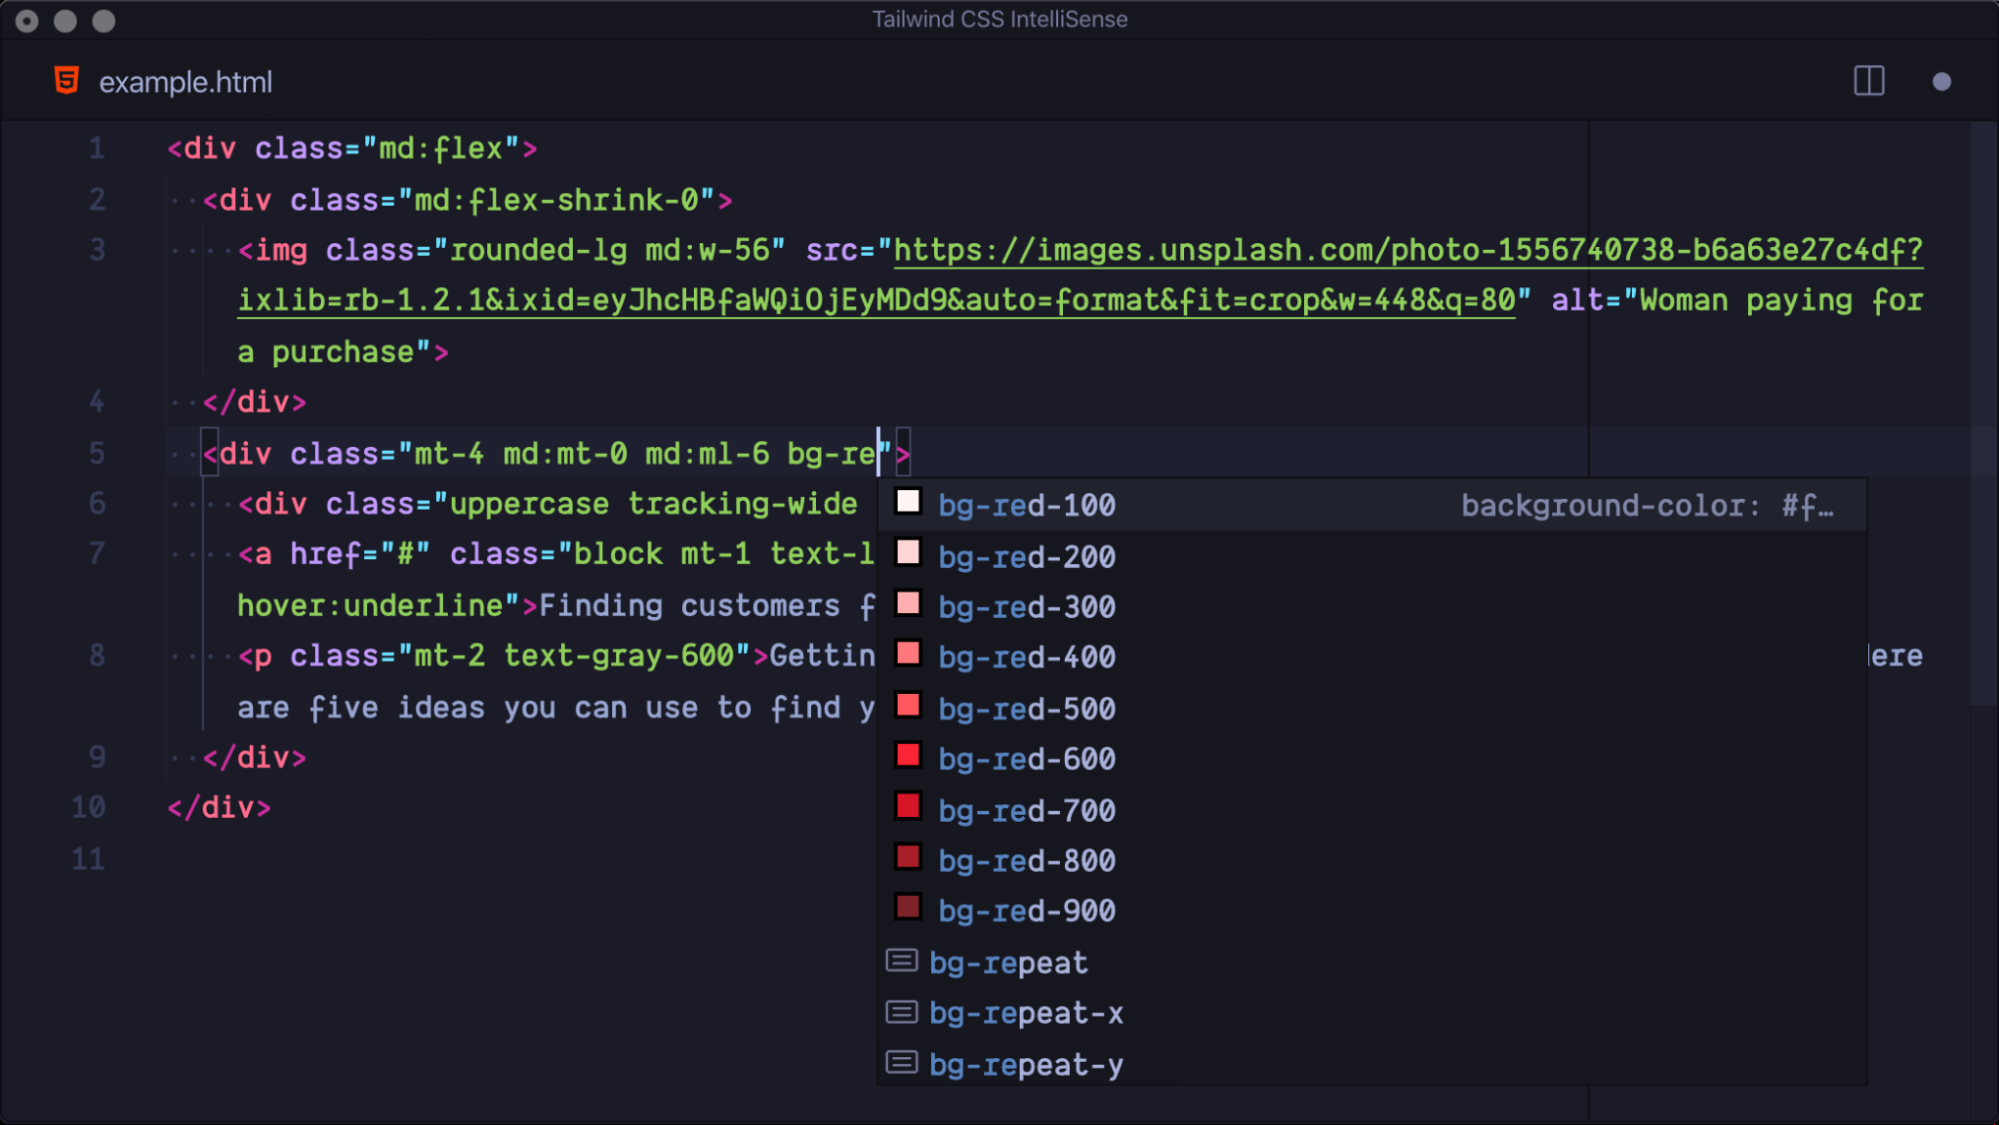 Tailwind CSS IntelliSense
example.html
1 <div class="md:flex">
2 <div class="md:flex-shrink-0">
3 <img class="rounded-lg md:w-56" src="https://images.unsplash.com/photo-1556740738-b6a63e27c4df?
ixlib=rb-1.2.1&ixid=eyJhcHBfaWQiOjEyMDd9&auto=format&fit=crop&w=448&q=80" alt="Woman paying for
a purchase">
4 </div>
5 <div class="mt-4 md:mt-0 md:ml-6 bg-re">
6 <div class="uppercase tracking-wide
7 <a href="#" class="block mt-1 text-l
hover:underline">Finding customers f
8 <p class="mt-2 text-gray-600">Gettin ere
are five ideas you can use to find y
9 </div>
10 </div>
11
bg-red-100 background-color: #f…
bg-red-200
bg-red-300
bg-red-400
bg-red-500
bg-red-600
bg-red-700
bg-red-800
bg-red-900
bg-repeat
bg-repeat-x
bg-repeat-y